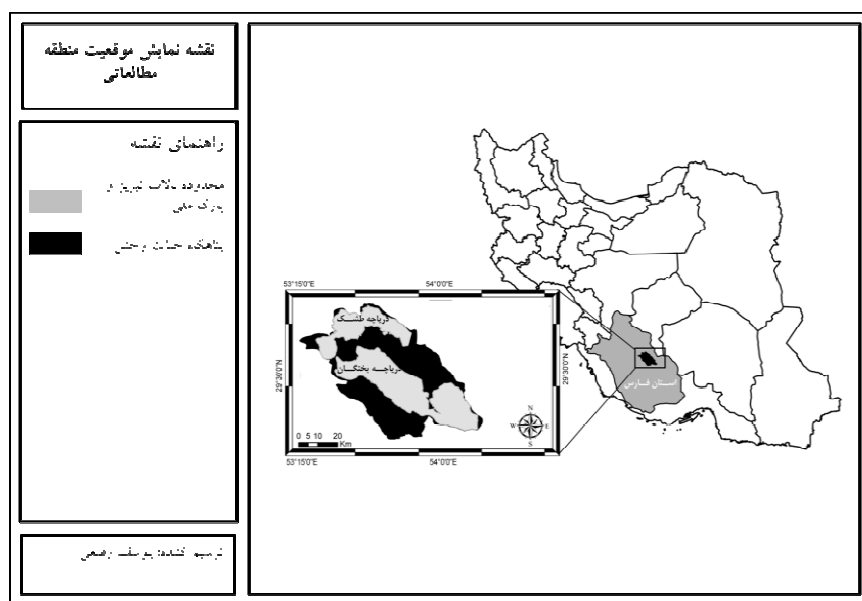 نقشه نمایش موقعیت منطقه
مطالعاتی
راهنمای نقشه
محدوده تالاب نیریز و
پارک ملی
پناهگاه حیات وحش
ترسیم کننده: یوسف
53°15'0"E
54°0'0"E
دریاچه طشک
دریاچه بختگان
29°30'0"N
29°30'0"N
N
W
E
S
0 5 10 20
Km
53°15'0"E
54°0'0"E
استان فارس